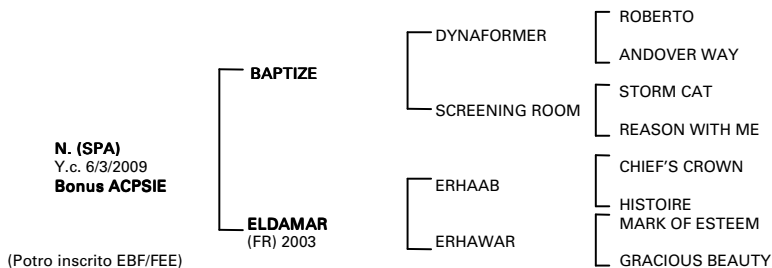 ROBERTO
DYNAFORMER
ANDOVER WAY
BAPTIZE
STORM CAT
SCREENING ROOM
REASON WITH ME
N. (SPA)
Y.c. 6/3/2009
Bonus ACPSIE
CHIEF'S CROWN
ERHAAB
HISTOIRE
ELDAMAR
(FR) 2003
MARK OF ESTEEM
ERHAWAR
GRACIOUS BEAUTY
(Potro inscrito EBF/FEE)